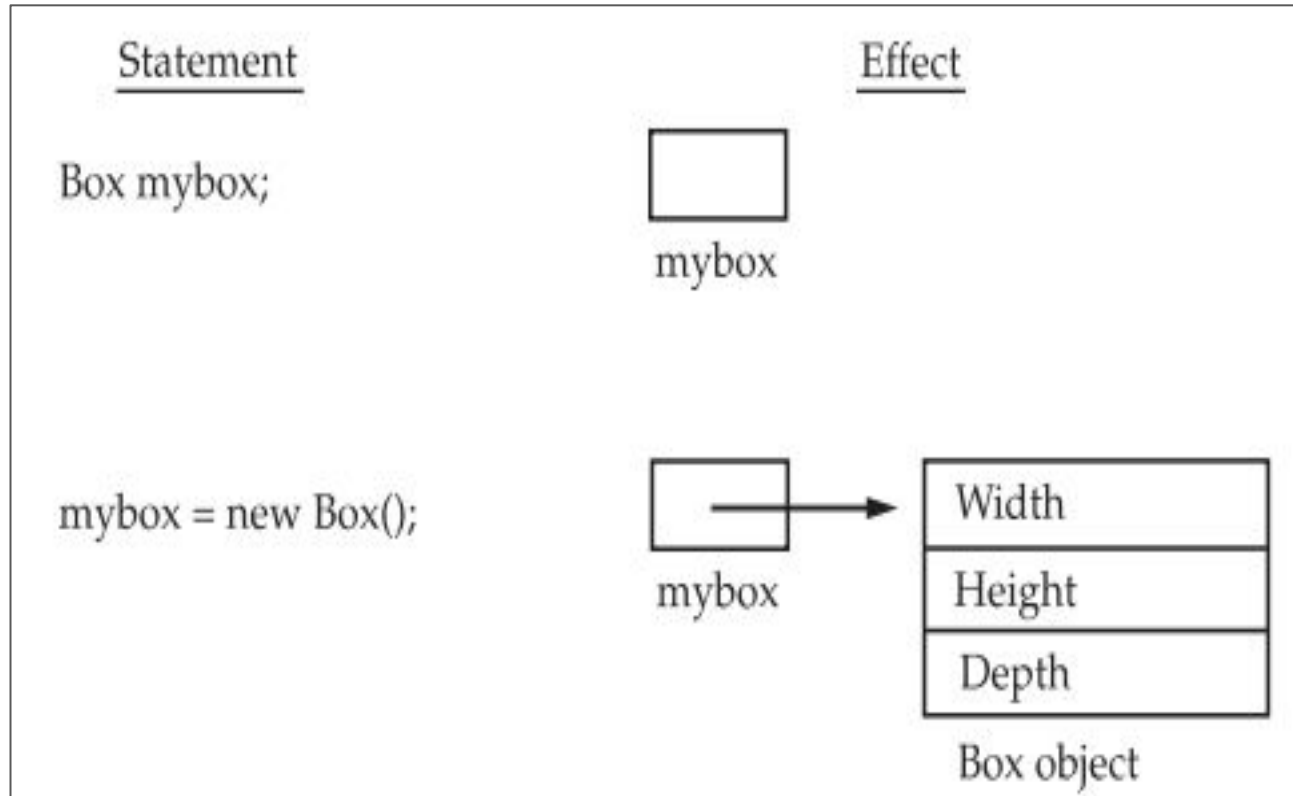 Statement
Effect
Box mybox;
mybox
mybox = new Box();
mybox
Width
Height
Depth
Box object